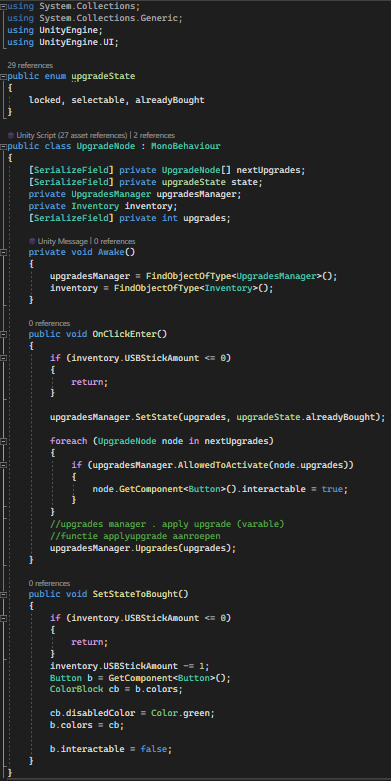 using System.Collections;
using System.Collections.Generic;
using UnityEngine;
using UnityEngine.UI;
29 references
public enum upgradeState
{
locked, selectable, alreadyBought
}
Unity Script (27 asset references) | 2 references
public class UpgradeNode : MonoBehaviour
{
[SerializeField] private UpgradeNode[] nextUpgrades;
[SerializeField] private upgradeState state;
private UpgradesManager upgradesManager;
private Inventory inventory;
[SerializeField] private int upgrades;
Unity Message | 0 references
private void Awake()
{
upgradesManager = FindObjectOfType<UpgradesManager>();
inventory = FindObjectOfType<Inventory>();
}
0 references
public void OnClickEnter()
{
if (inventory.USBStickAmount <= 0)
{
return;
}
upgradesManager.SetState(upgrades, upgradeState.alreadyBought);
foreach (UpgradeNode node in nextUpgrades)
{
if (upgradesManager.AllowedToActivate(node.upgrades))
{
node.GetComponent<Button>().interactable = true;
}
}
//upgrades manager . apply upgrade (varable)
//functie applyupgrade aanroepen
upgradesManager.Upgrades(upgrades);
}
0 references
public void SetStateToBought()
{
if (inventory.USBStickAmount <= 0)
{
return;
}
inventory.USBStickAmount -= 1;
Button b = GetComponent<Button>();
ColorBlock cb = b.colors;
cb.disabledColor = Color.green;
b.colors = cb;
b.interactable = false;
}
}